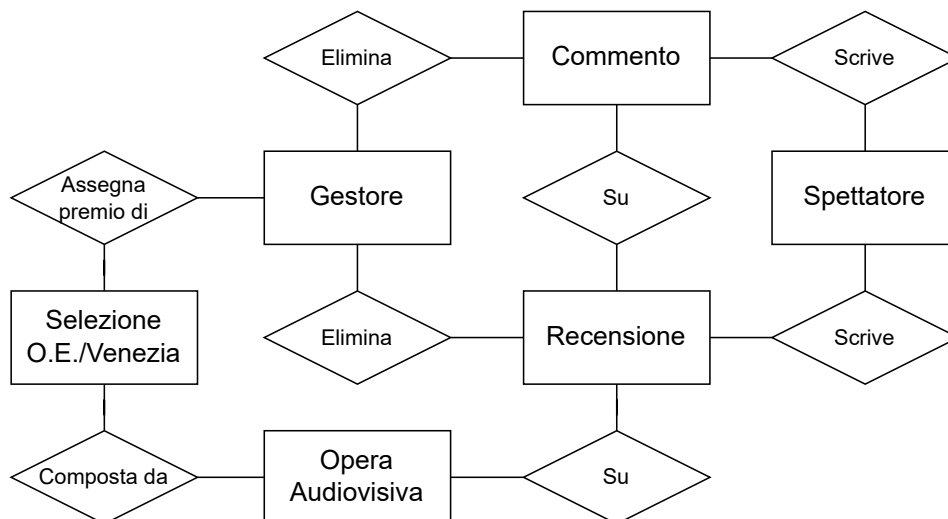 Elimina
Commento
Scrive
Assegna
premio di
Gestore
Su
Spettatore
Selezione
O.E./Venezia
Elimina
Recensione
Scrive
Composta da
Opera
Audiovisiva
Su